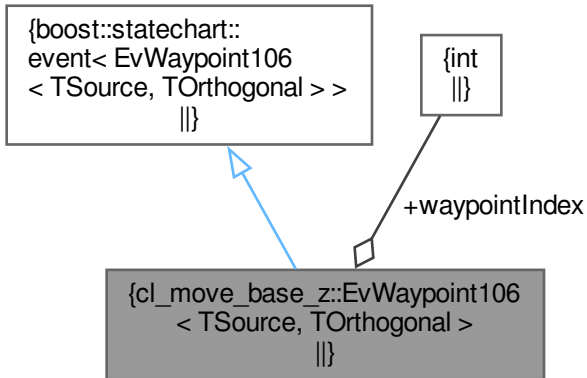 {boost::statechart::
event< EvWaypoint106
< TSource, TOrthogonal > >
||}
{int
||}
+waypointIndex
{cl_move_base_z::EvWaypoint106
< TSource, TOrthogonal >
||}